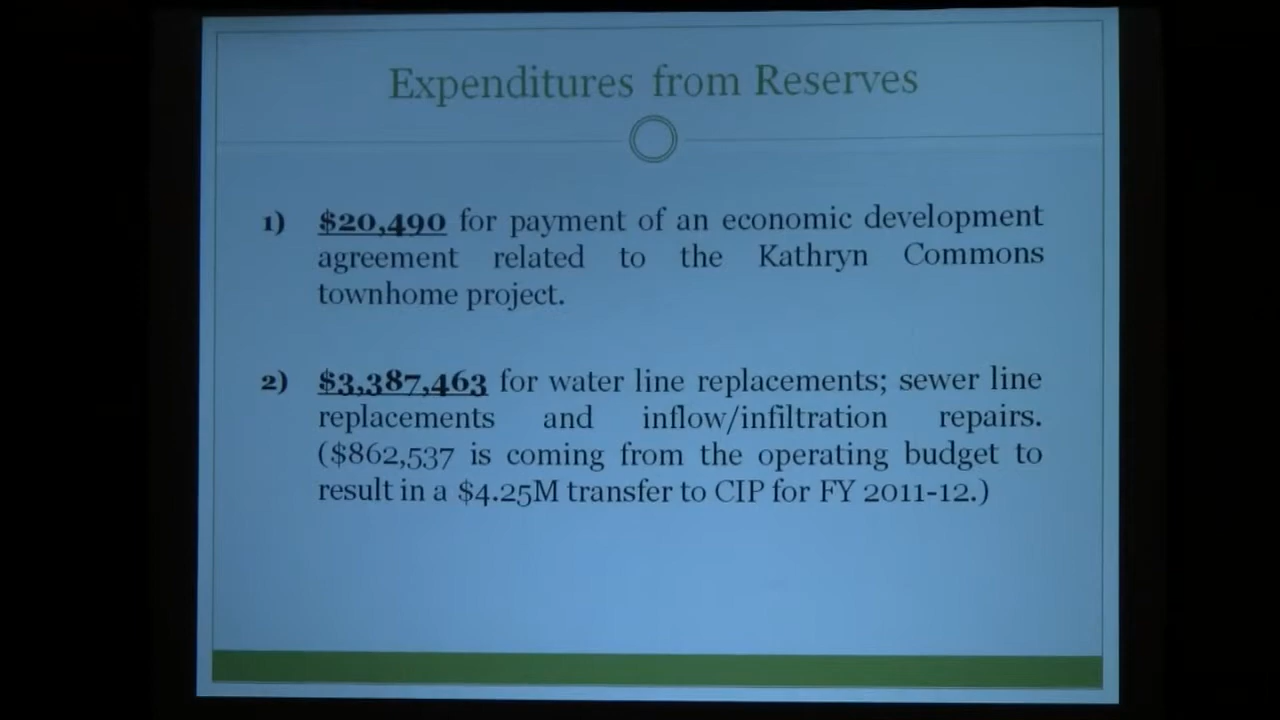 Expenditures from Reserves
1) $20,490 for payment of an economic development
agreement related to the Kathryn Commons
townhome project.
2) $3,387,463 for water line replacements; sewer line
replacements and inflow/infiltration repairs.
($862,537 is coming from the operating budget to
result in a $4.25M transfer to CIP for FY 2011-12.)